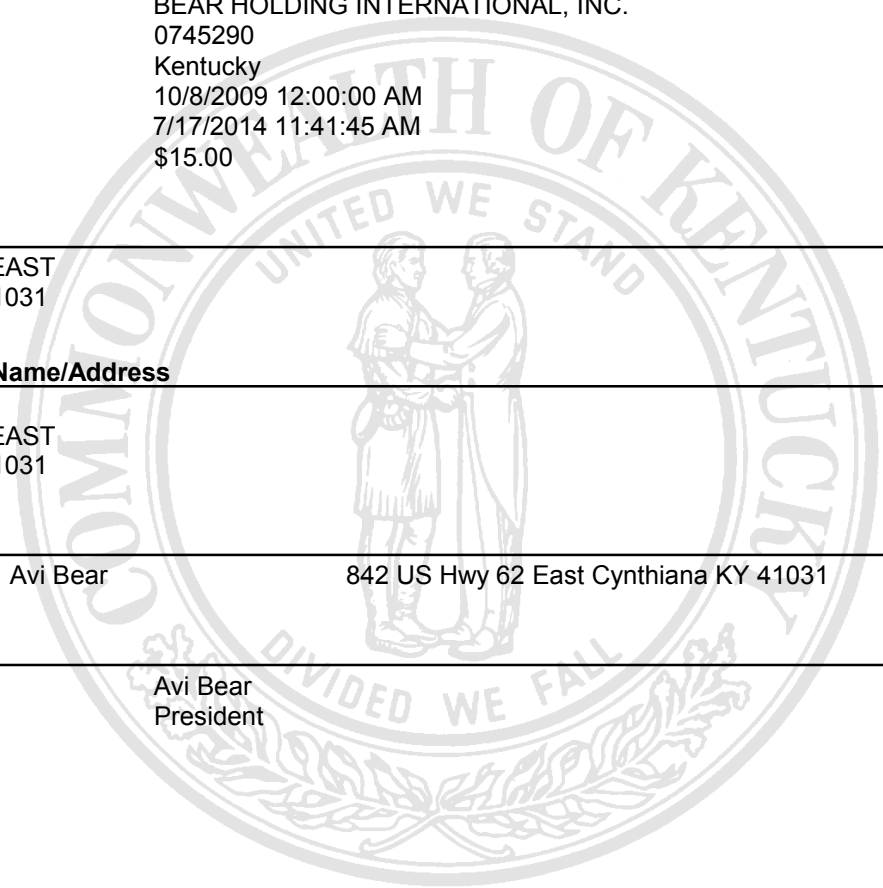 BEAR HOLDING INTERNATIONAL, INC.
0745290
Kentucky
10/8/2009 12:00:00 AM
7/17/2014 11:41:45 AM
$15.00
COMMONWEALTH OF KENTUCKY
UNITED WE STAND
EAST
1031
Name/Address
EAST
1031
Avi Bear 842 US Hwy 62 East Cynthiana KY 41031
DIVIDED WE FALL
Avi Bear
President